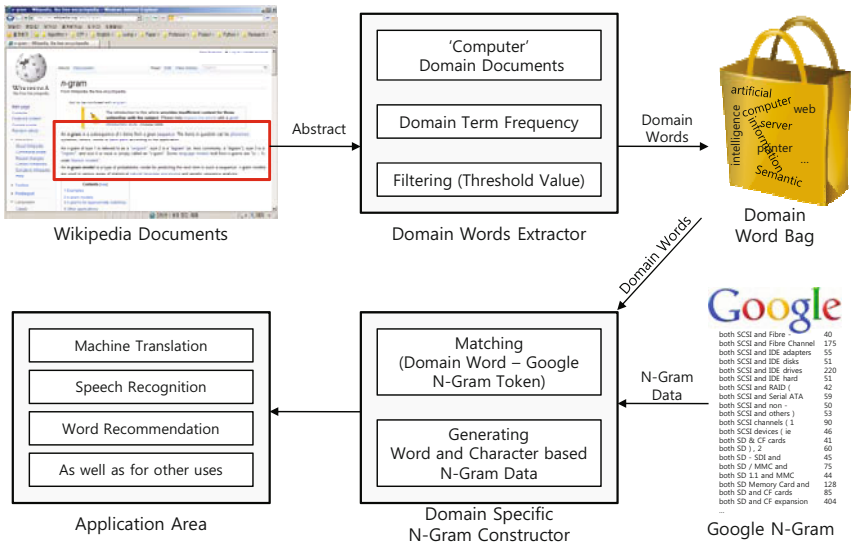 n-gram
Abstract
Wikipedia Documents
'Computer'
Domain Documents
Domain Term Frequency
Filtering (Threshold Value)
Domain Words Extractor
Domain
Words
artificial
computer
web
intelligence
information
server
printer
...
Semantic
Domain
Word Bag
Domain Words
Machine Translation
Speech Recognition
Word Recommendation
As well as for other uses
Application Area
Matching
(Domain Word – Google
N-Gram Token)
Generating
Word and Character based
N-Gram Data
Domain Specific
N-Gram Constructor
N-Gram
Data
Google
both SCSI and Fibre - 40
both SCSI and Fibre Channel 175
both SCSI and IDE adapters 55
both SCSI and IDE disks 51
both SCSI and IDE drives 220
both SCSI and IDE hard 51
both SCSI and RAID ( 42
both SCSI and Serial ATA 59
both SCSI and non - 50
both SCSI and others ) 53
both SCSI channels ( 1 90
both SCSI devices ( ie 46
both SD & CF cards 41
both SD ) , 2 60
both SD - SDI and 45
both SD / MMC and 75
both SD 1.1 and MMC 44
both SD Memory Card and 128
both SD and CF cards 85
both SD and CF expansion 404
...
Google N-Gram